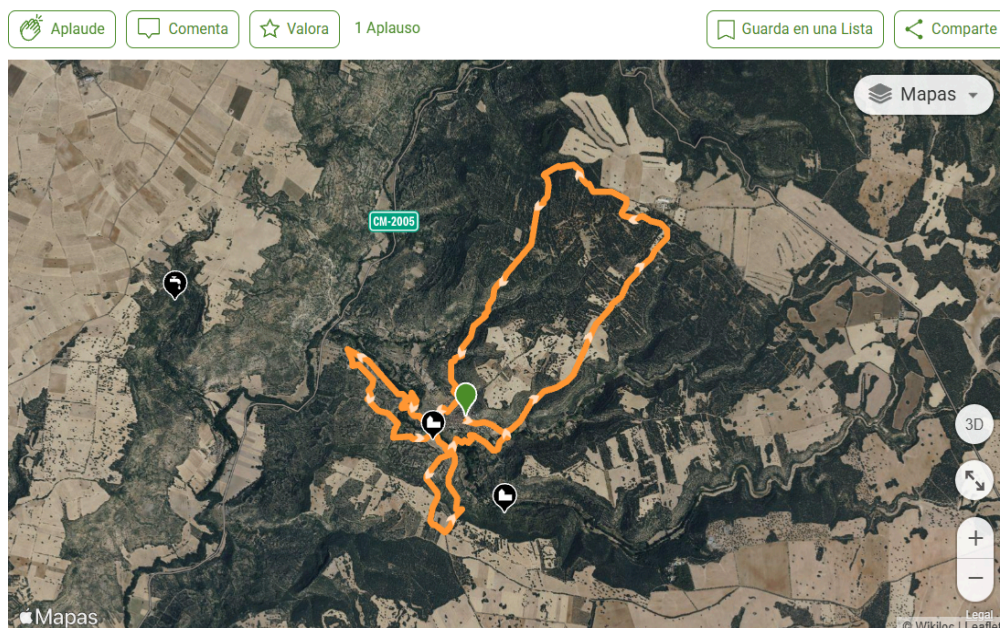 Aplaude
Comenta
Valora
1 Aplauso
Guarda en una Lista
Comparte
Mapas
CM-2005
3D
+
−
Mapas
Legal
© Wikiloc | Leaflet